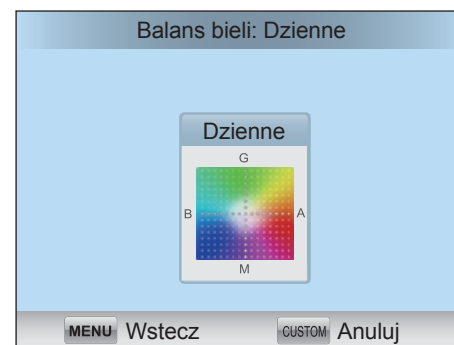 Balans bieli: Dzienne
Dzienne
G
B A
M
MENU Wstecz CUSTOM Anuluj